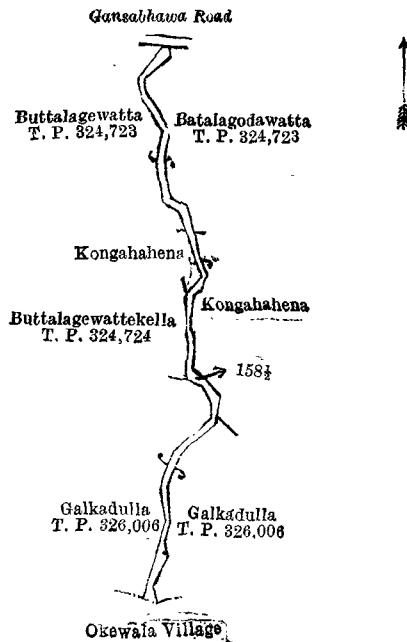 Gansabhawa Road
Buttalagewatta
T. P. 324,723
Batalagodawatta
T. P. 324,723
Kongahahena
Kongahahena
Buttalagewattekella
T. P. 324,724
158½
Galkadulla
T. P. 326,006
Galkadulla
T. P. 326,006
Okewala Village